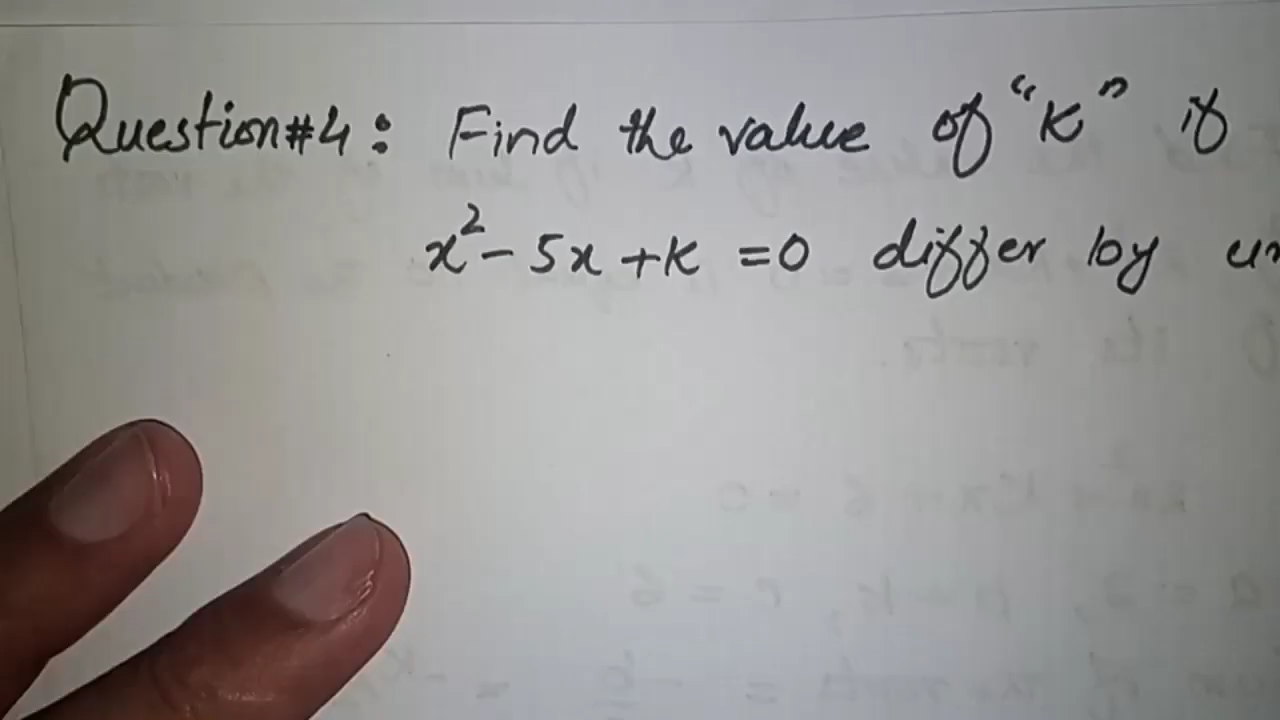 Question#4: Find the value of "K" if
x² - 5x + K = 0 differ by